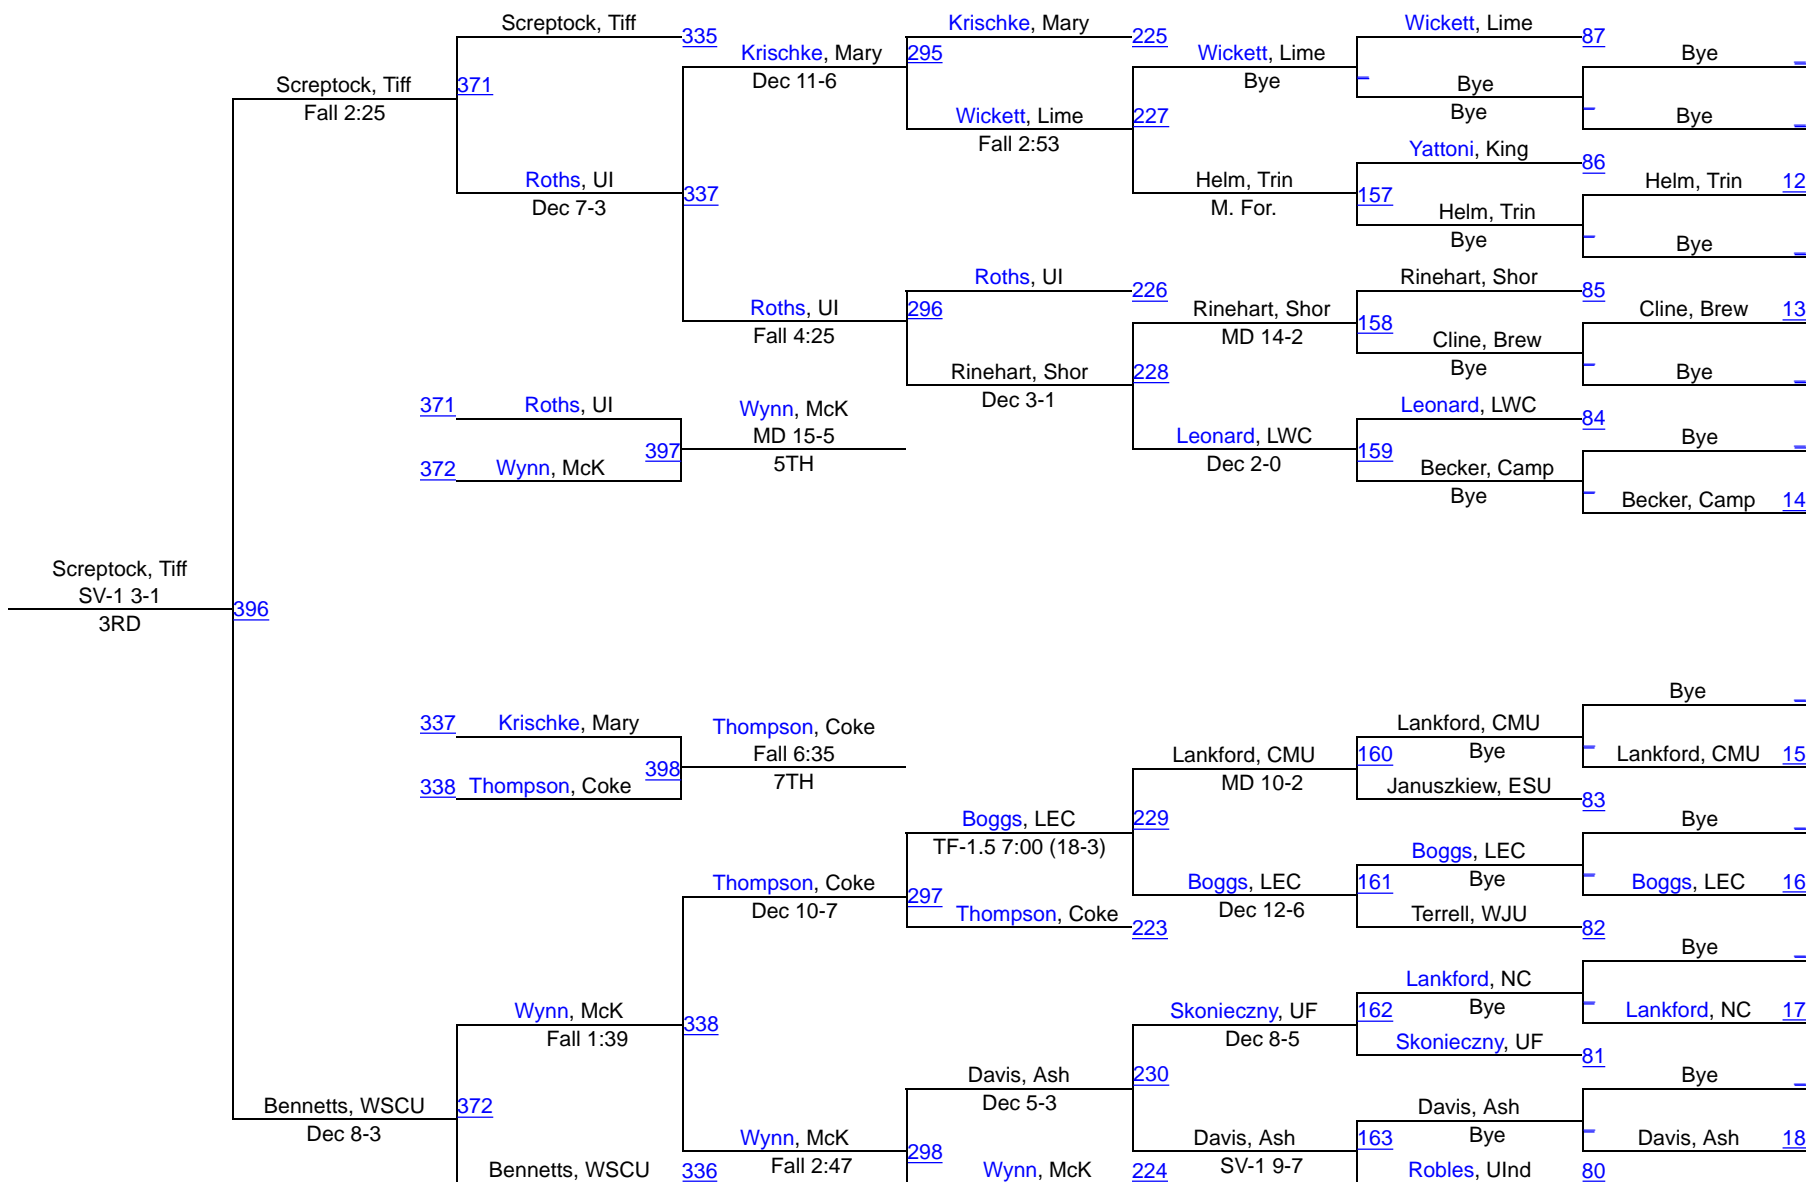 Screptock, Tiff 335
Krischke, Mary 225
Wickett, Lime 87
Krischke, Mary 295
Dec 11-6
Wickett, Lime
Bye
Bye _
Screptock, Tiff 371
Fall 2:25
_ Bye
Bye
Wickett, Lime 227
Fall 2:53
_ Bye _
Yattoni, King 86
Roths, UI 337
Dec 7-3
Helm, Trin 157
M. For.
Helm, Trin 12
Helm, Trin
Bye
_ Bye _
Roths, UI 226
Rinehart, Shor 85
Roths, UI 296
Fall 4:25
Rinehart, Shor 158
MD 14-2
Cline, Brew 13
Cline, Brew
Bye
Rinehart, Shor 228
Dec 3-1
_ Bye _
371 Roths, UI
Wynn, McK
MD 15-5
5TH
Leonard, LWC 84
397
372 Wynn, McK
Leonard, LWC 159
Dec 2-0
Bye _
Becker, Camp
Bye
_ Becker, Camp 14
Screptock, Tiff
SV-1 3-1
3RD
396
Bye _
337 Krischke, Mary
Thompson, Coke
Fall 6:35
7TH
Lankford, CMU
Bye
398
338 Thompson, Coke
Lankford, CMU 160
MD 10-2
_ Lankford, CMU 15
Januszkiew, ESU 83
Boggs, LEC 229
TF-1.5 7:00 (18-3)
Bye _
Boggs, LEC
Bye
Thompson, Coke 297
Dec 10-7
Boggs, LEC 161
Dec 12-6
_ Boggs, LEC 16
Thompson, Coke 223
Terrell, WJU 82
Bye _
Lankford, NC
Bye
Wynn, McK 338
Fall 1:39
Skonieczny, UF 162
Dec 8-5
_ Lankford, NC 17
Skonieczny, UF 81
Davis, Ash 230
Dec 5-3
Bye _
Bennetts, WSCU 372
Dec 8-3
Davis, Ash
Bye
Wynn, McK 298
Fall 2:47
Davis, Ash 163
SV-1 9-7
_ Davis, Ash 18
Bennetts, WSCU 336
Wynn, McK 224
Robles, UInd 80